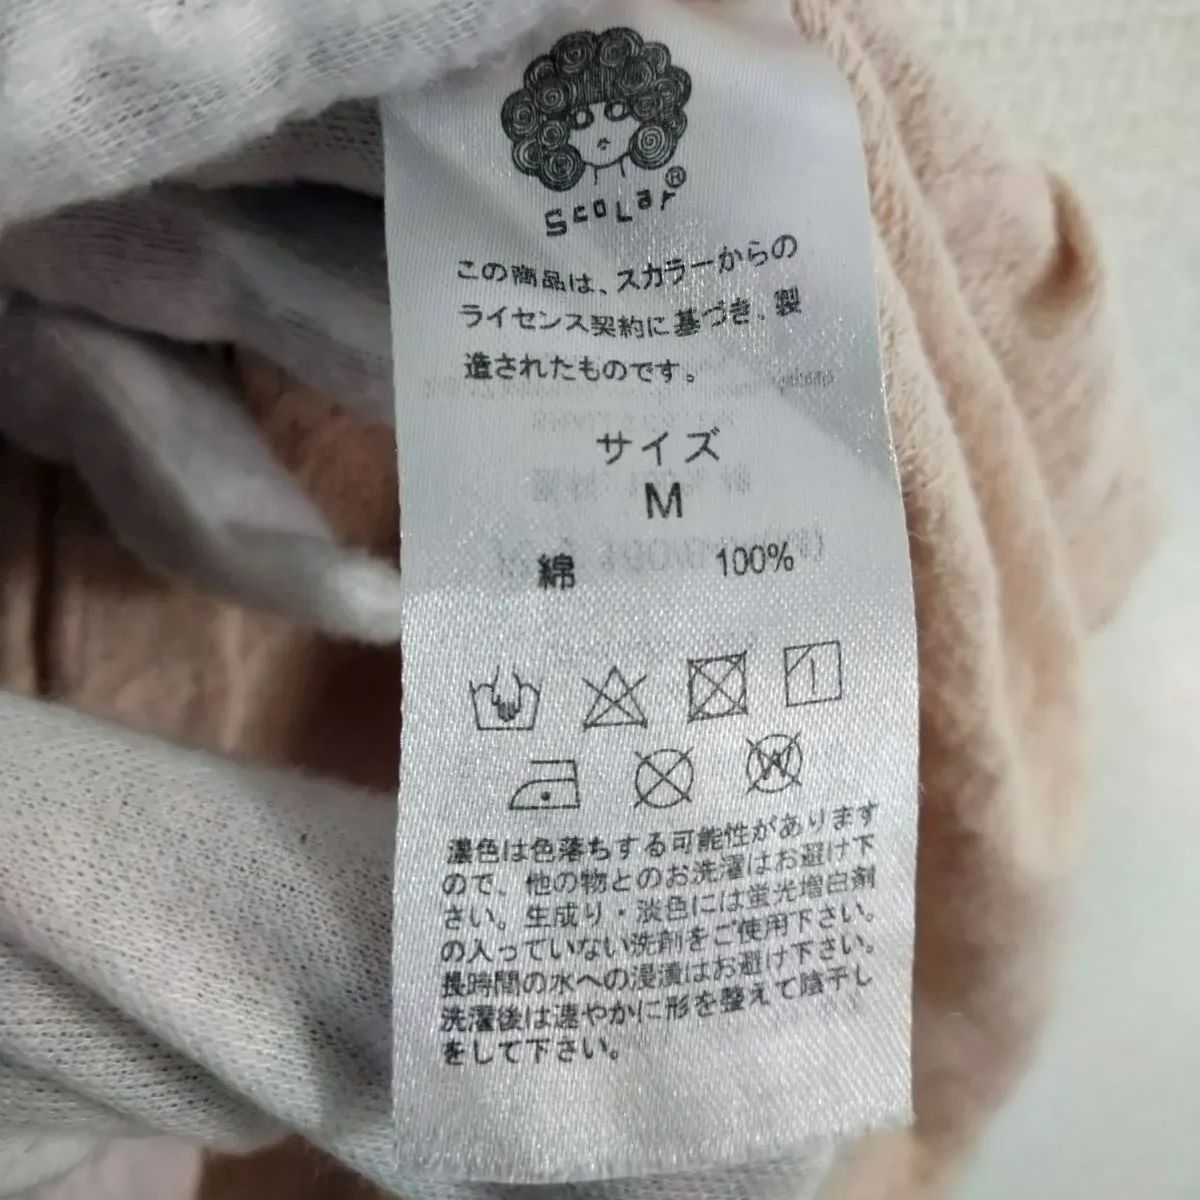 ScoLar®
この商品は、スカラーからの
ライセンス契約に基づき、製
造されたものです。
サイズ
M
綿 100%
W
濃色は色落ちする可能性があります
ので、他の物とのお洗濯はお避け下
さい。生成り・淡色には蛍光増白剤
の入っていない洗剤をご使用下さい。
長時間の水への浸漬はお避け下さい。
洗濯後は速やかに形を整えて陰干し
をして下さい。